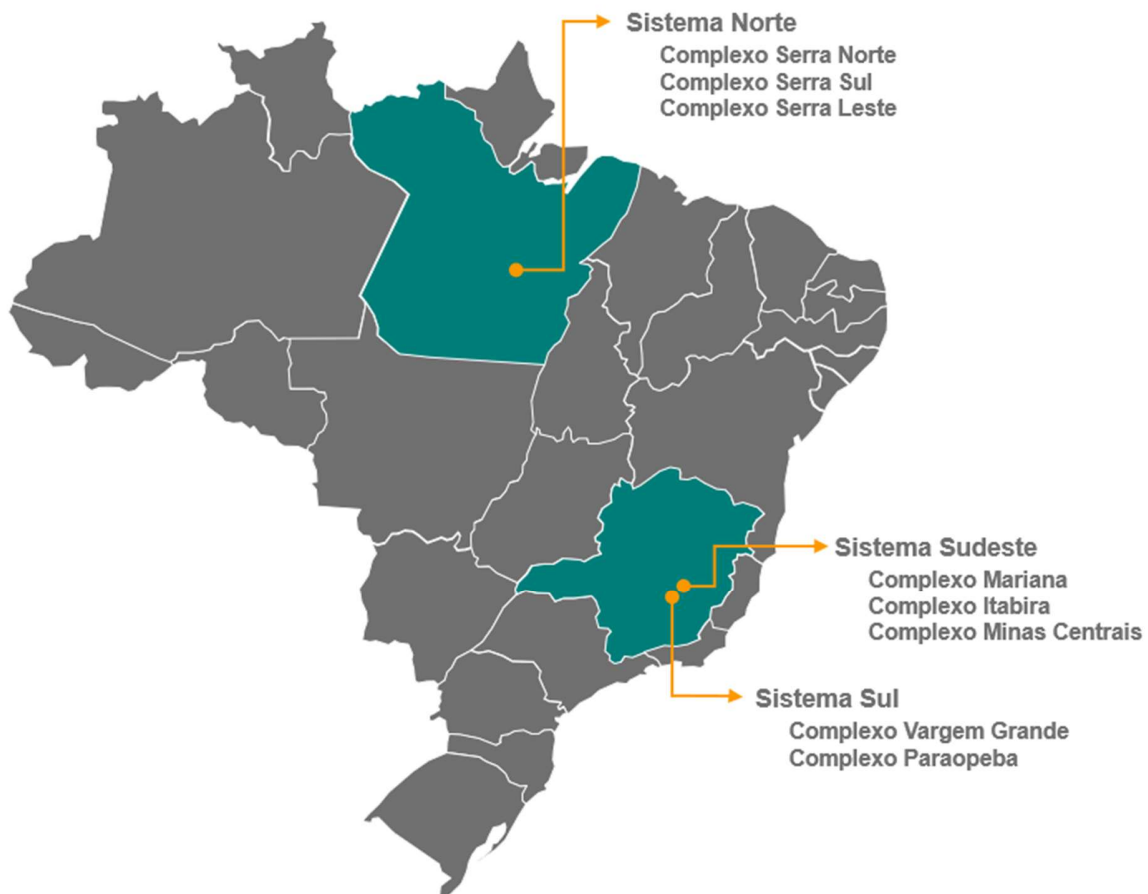 Sistema Norte
Complexo Serra Norte
Complexo Serra Sul
Complexo Serra Leste
Sistema Sudeste
Complexo Mariana
Complexo Itabira
Complexo Minas Centrais
Sistema Sul
Complexo Vargem Grande
Complexo Paraopeba